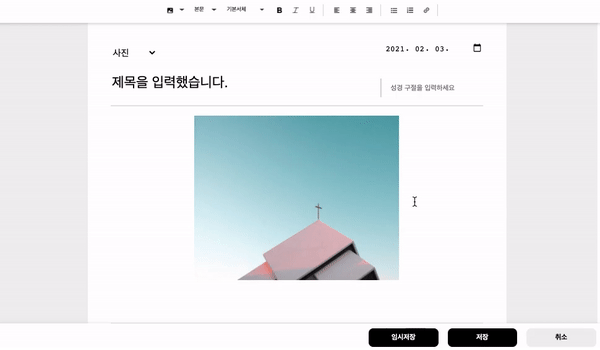 본문 기본서체 B I U
사진
2021. 02. 03.
제목을 입력했습니다.
성경 구절을 입력하세요
임시저장 저장 취소